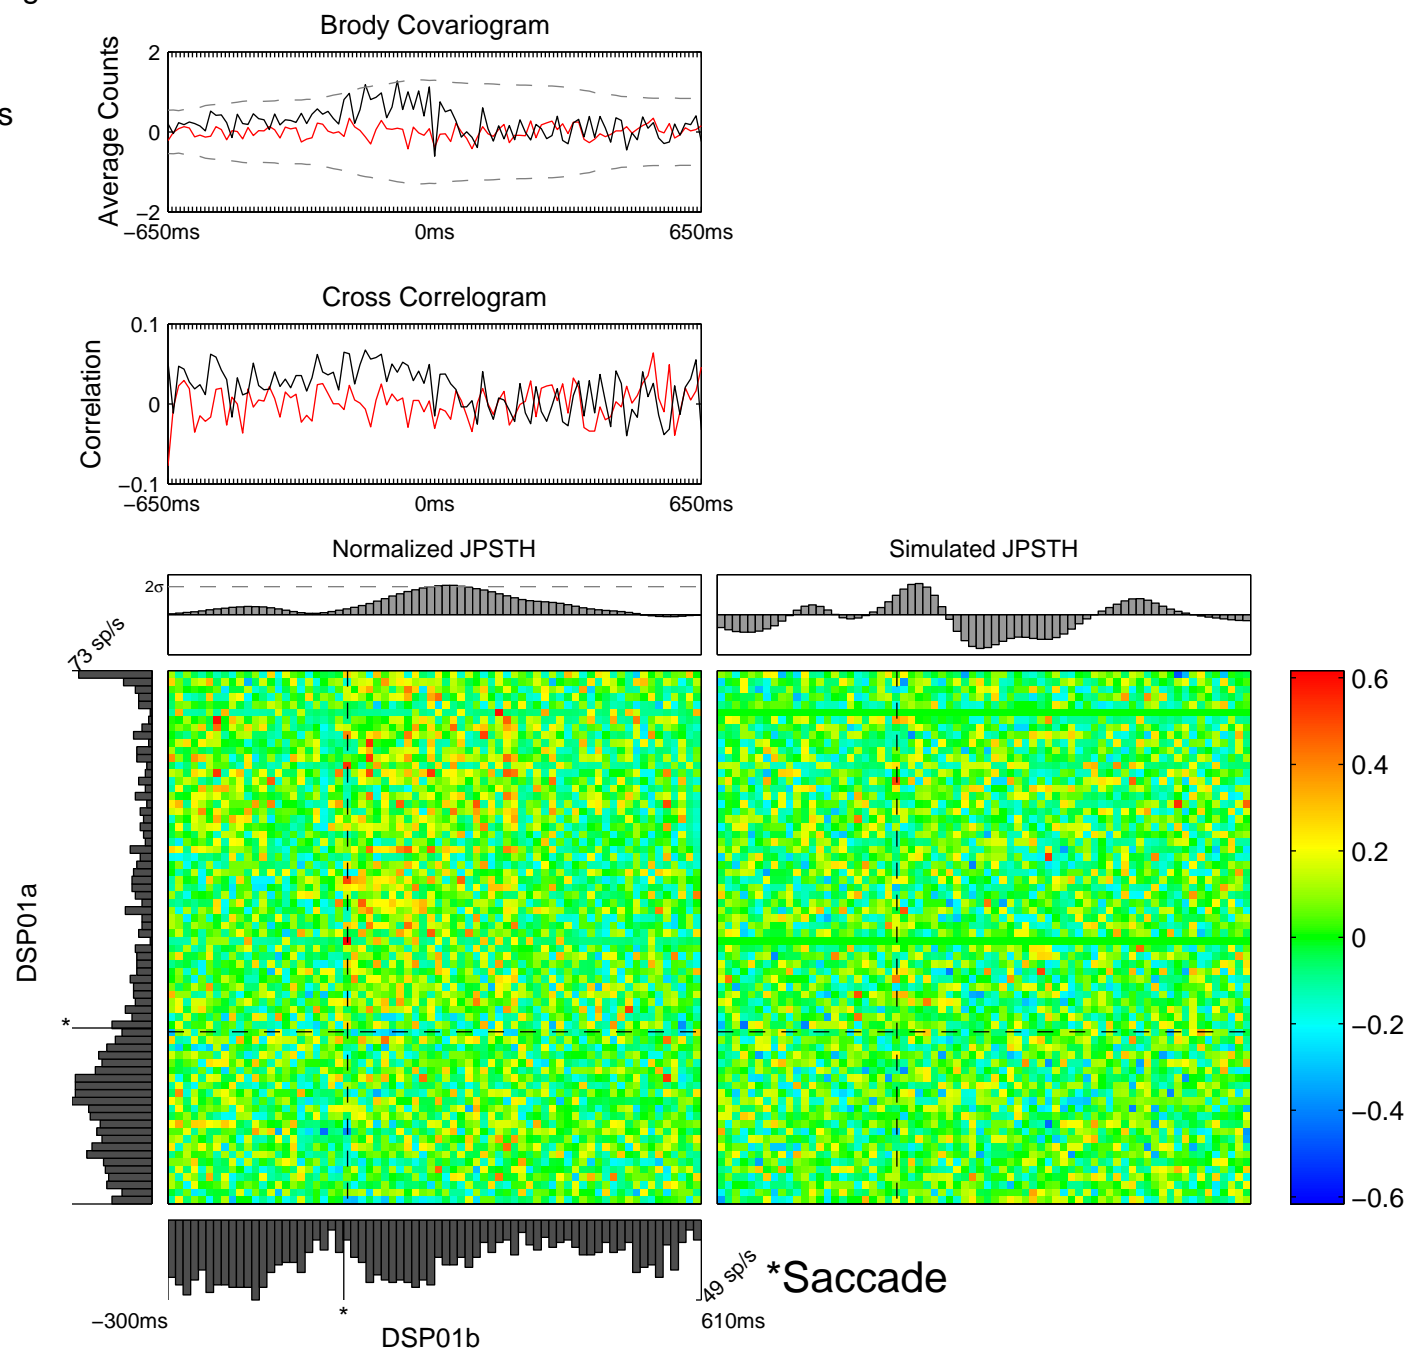 g
Brody Covariogram
s
Average Counts
2
0
−2
−650ms 0ms 650ms
Cross Correlogram
Correlation
0.1
0
−0.1
−650ms 0ms 650ms
Normalized JPSTH Simulated JPSTH
2σ
73 sp/s
DSP01a
*
0.6
0.4
0.2
0
−0.2
−0.4
−0.6
49 sp/s
*Saccade
*
−300ms 610ms
DSP01b